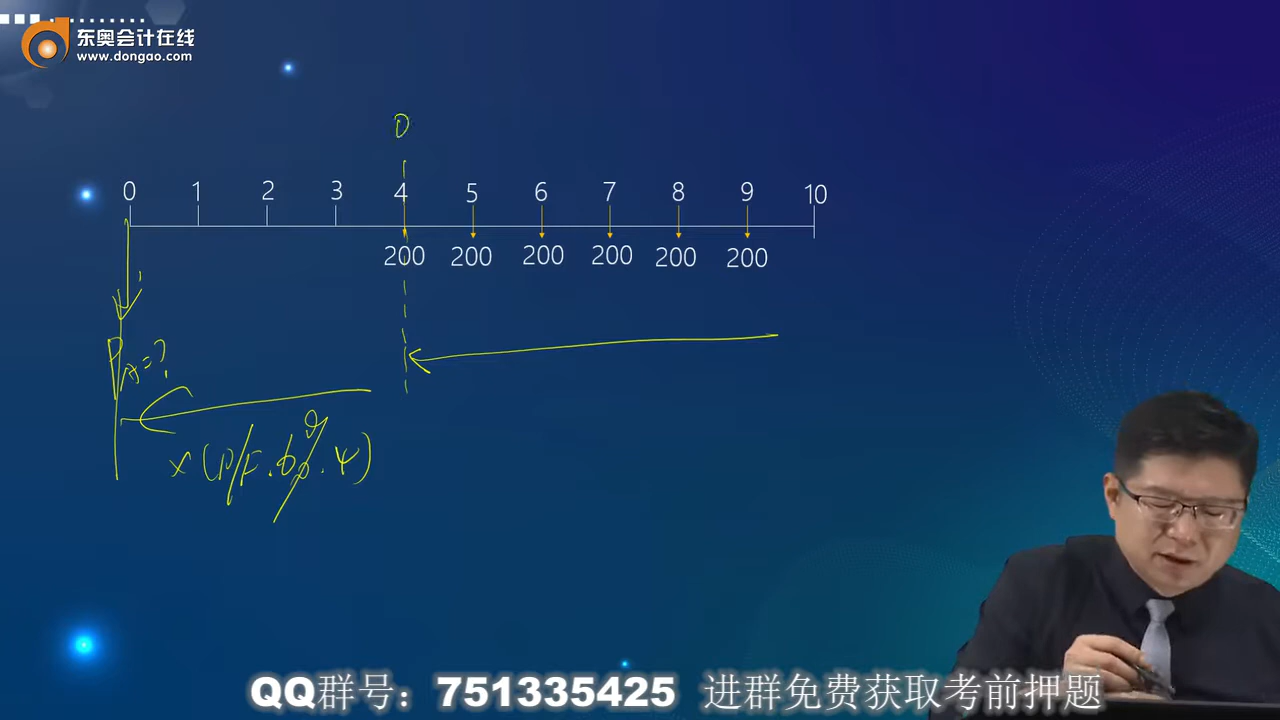 东奥会计在线
www.dongao.com
0
0 1 2 3 4 5 6 7 8 9 10
200 200 200 200 200 200
PA=?
×(P/F.
4)
QQ群号：751335425 进群免费获取考前押题